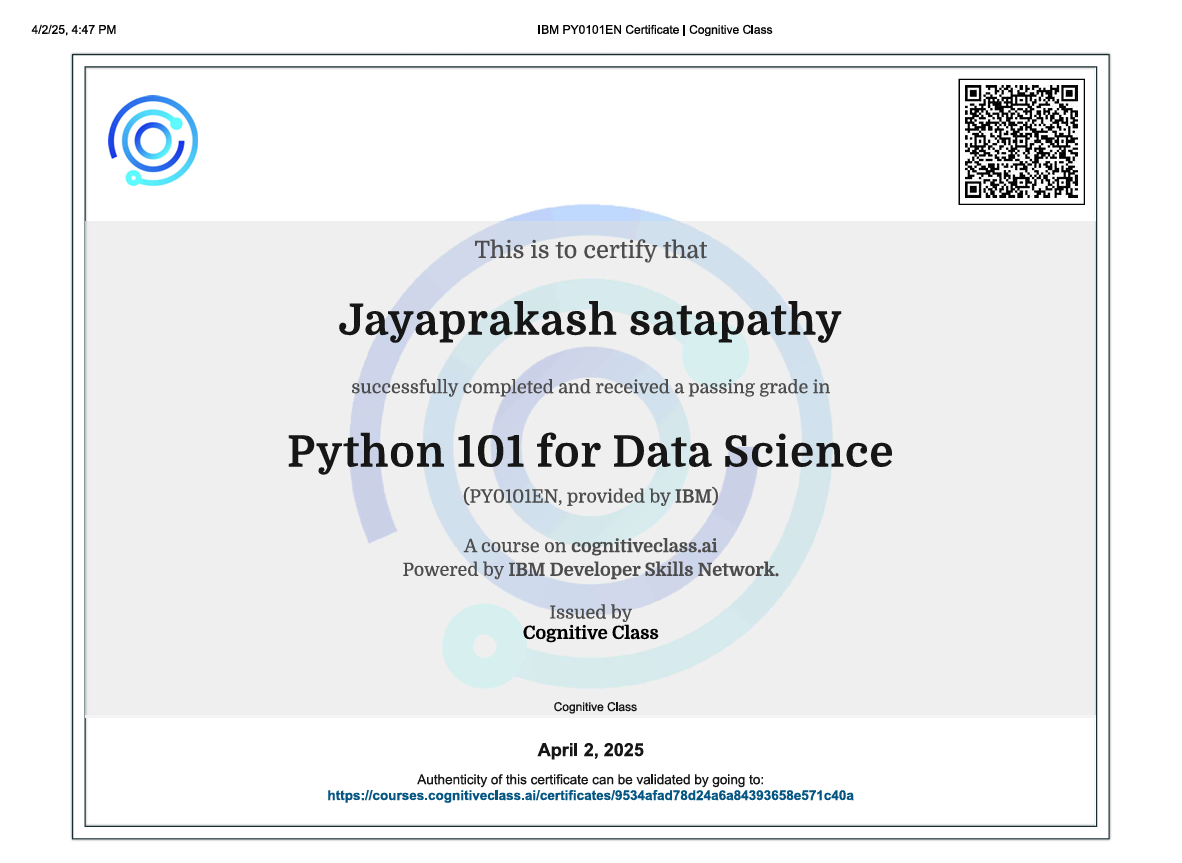 4/2/25, 4:47 PM
IBM PY0101EN Certificate | Cognitive Class
This is to certify that
Jayaprakash satapathy
successfully completed and received a passing grade in
Python 101 for Data Science
(PY0101EN, provided by IBM)
A course on cognitiveclass.ai
Powered by IBM Developer Skills Network.
Issued by
Cognitive Class
Cognitive Class
April 2, 2025
Authenticity of this certificate can be validated by going to:
https://courses.cognitiveclass.ai/certificates/9534afad78d24a6a84393658e571c40a